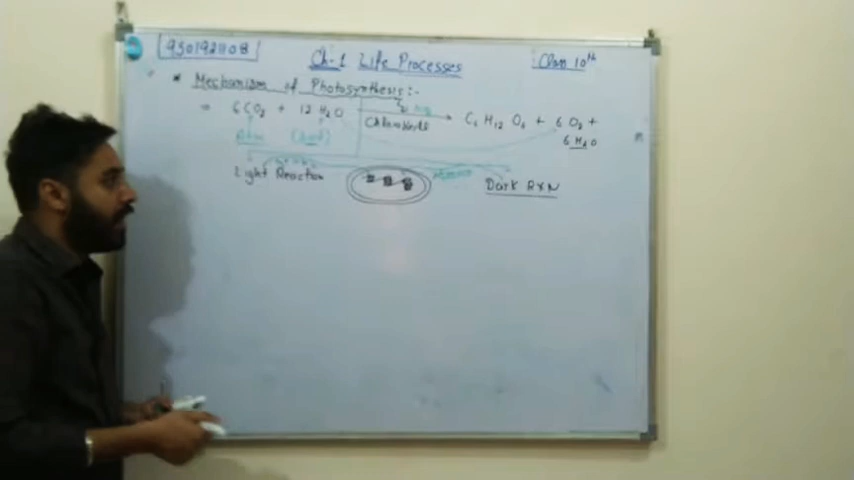 9501921108
Ch-1 Life Processes
Class 10th
* Mechanism of Photosynthesis:-
⇒ 6CO₂ + 12 H₂O → C₆ H₁₂ O₆ + 6 O₂ +
6 H₂O
Light Reaction
Dark RXN